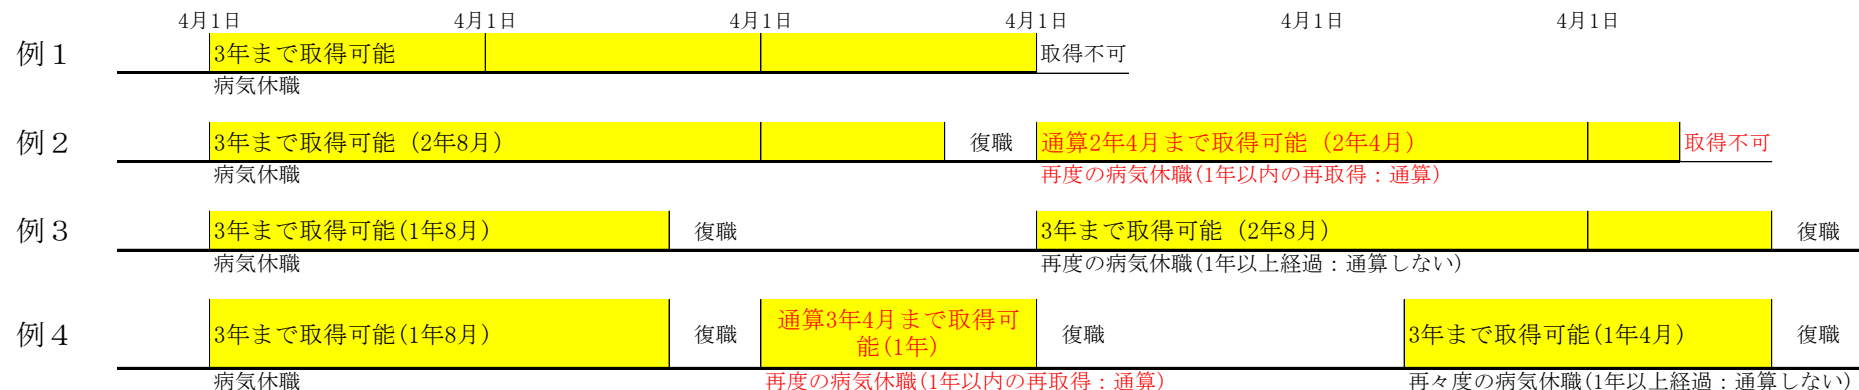 4月1日 4月1日 4月1日 4月1日 4月1日 4月1日
例１ 3年まで取得可能 取得不可
病気休職
例２ 3年まで取得可能（2年8月） 復職 通算2年4月まで取得可能（2年4月） 取得不可
病気休職 再度の病気休職(1年以内の再取得：通算)
例３ 3年まで取得可能(1年8月) 復職 3年まで取得可能（2年8月） 復職
病気休職 再度の病気休職(1年以上経過：通算しない)
例４ 3年まで取得可能(1年8月) 復職 通算3年4月まで取得可
能(1年) 復職 3年まで取得可能(1年4月) 復職
病気休職 再度の病気休職(1年以内の再取得：通算) 再々度の病気休職(1年以上経過：通算しない)